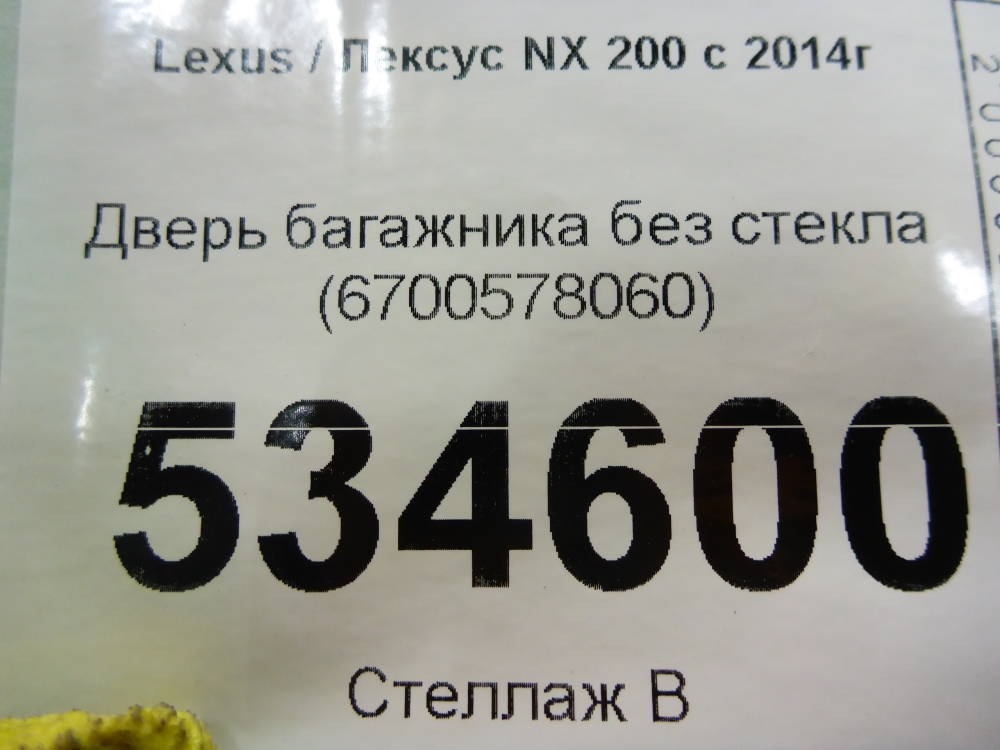 Lexus / Лексус NX 200 с 2014г
Дверь багажника без стекла
(6700578060)
534600
Стеллаж В